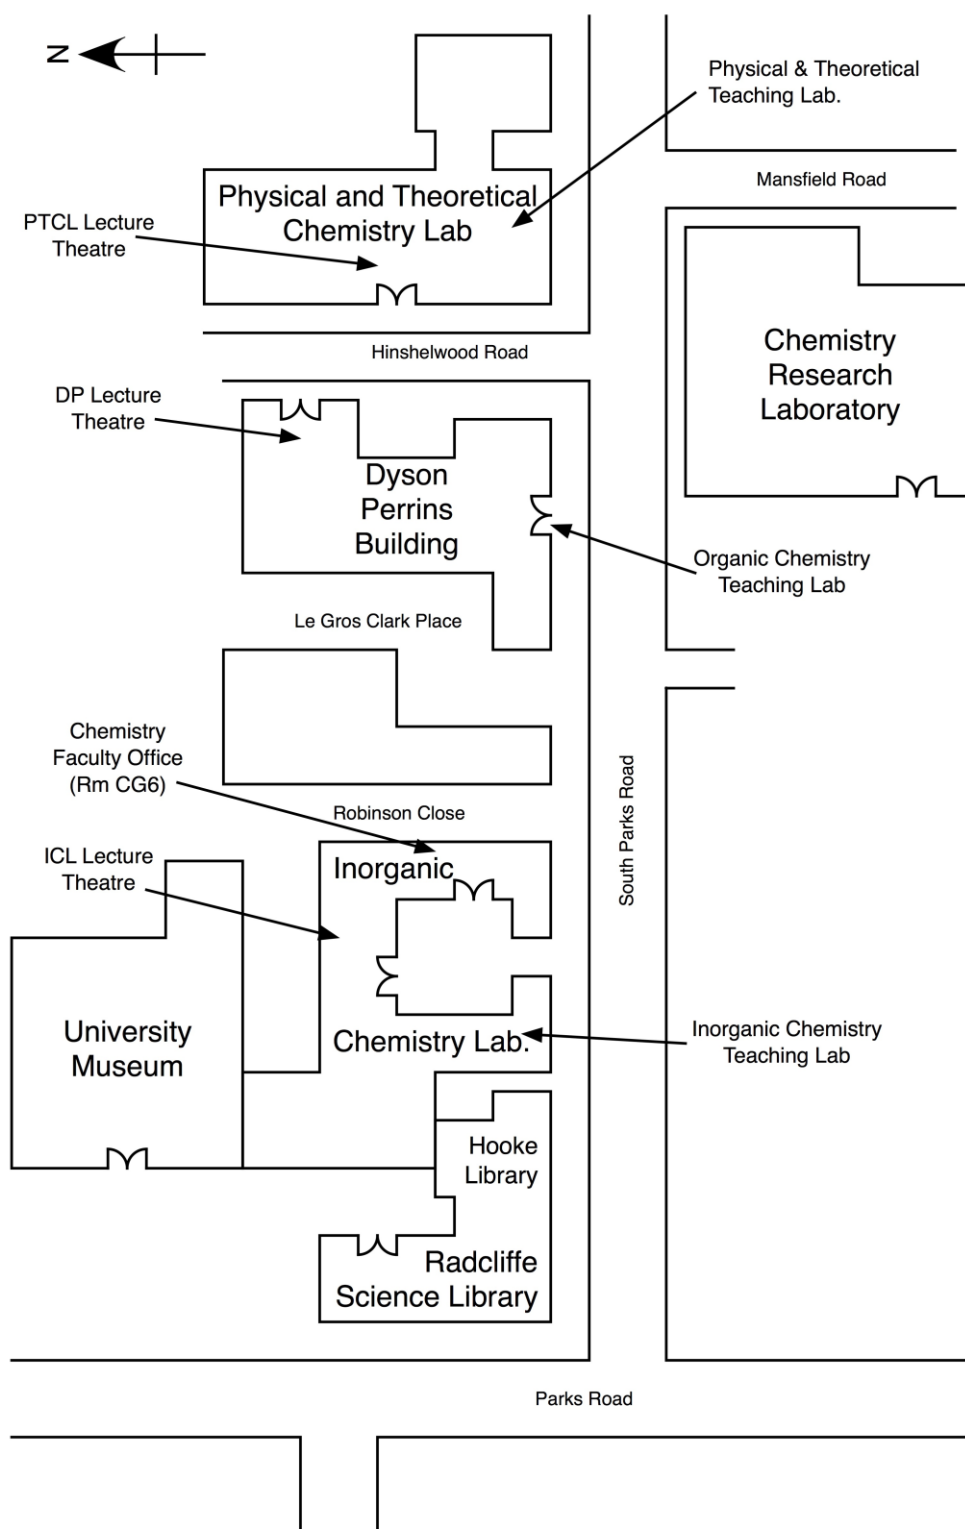 N
Physical & Theoretical
Teaching Lab.
Mansfield Road
Physical and Theoretical
Chemistry Lab
PTCL Lecture
Theatre
Chemistry
Research
Laboratory
Hinshelwood Road
DP Lecture
Theatre
Dyson
Perrins
Building
Organic Chemistry
Teaching Lab
Le Gros Clark Place
Chemistry
Faculty Office
(Rm CG6)
South Parks Road
Robinson Close
ICL Lecture
Theatre
Inorganic
Chemistry Lab.
University
Museum
Inorganic Chemistry
Teaching Lab
Hooke
Library
Radcliffe
Science Library
Parks Road